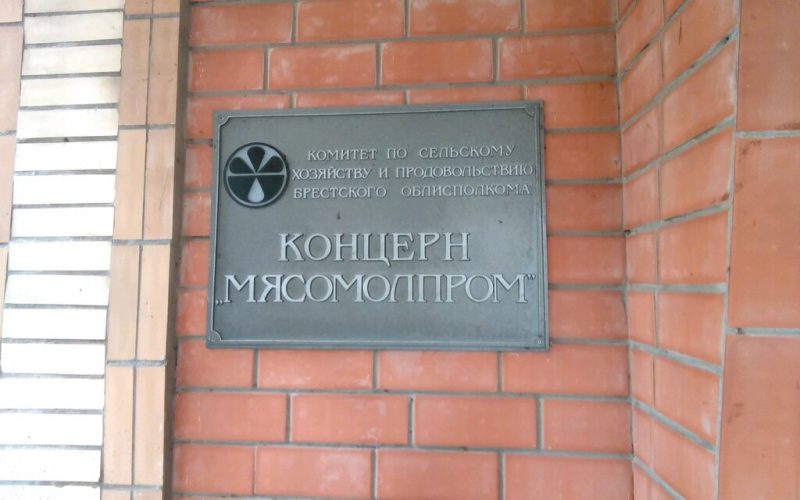 КОМИТЕТ ПО СЕЛЬСКОМУ
ХОЗЯЙСТВУ И ПРОДОВОЛЬСТВИЮ
БРЕСТСКОГО ОБЛИСПОЛКОМА
КОНЦЕРН
„МЯСОМОЛПРОМ"